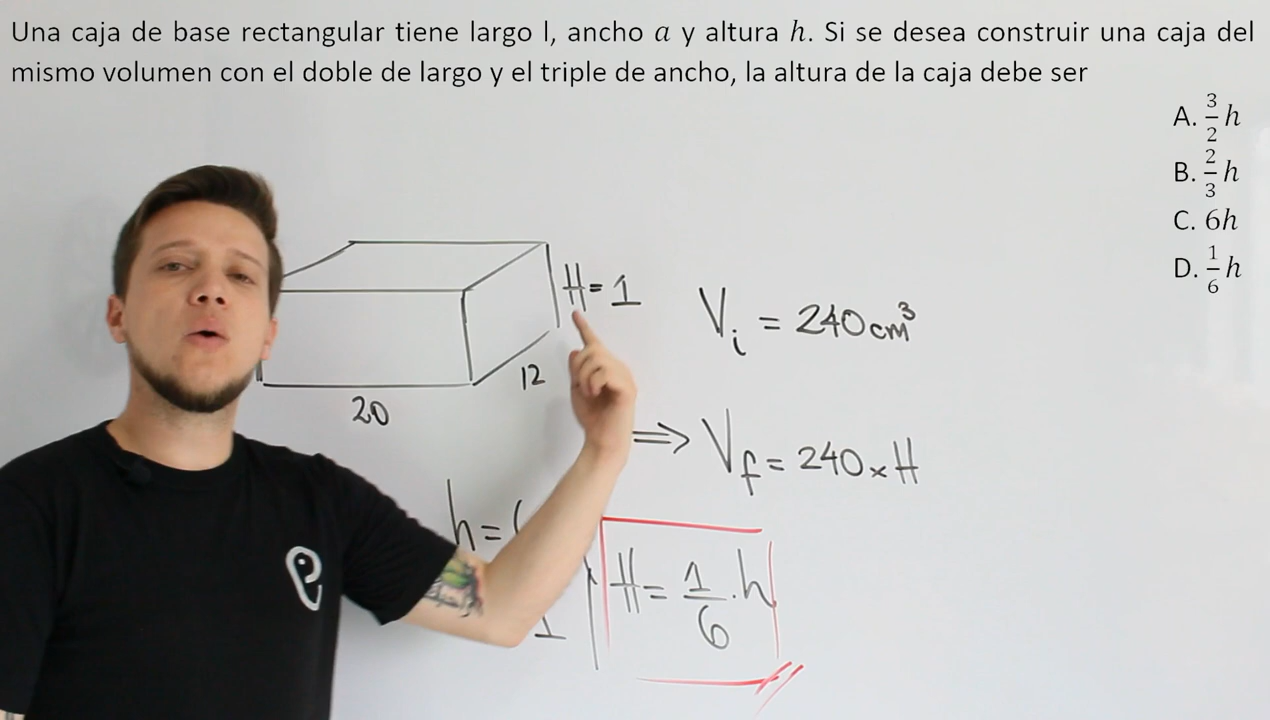 Una caja de base rectangular tiene largo l, ancho a y altura h. Si se desea construir una caja del
mismo volumen con el doble de largo y el triple de ancho, la altura de la caja debe ser
A. 3/2 h
B. 2/3 h
C. 6h
D. 1/6 h
H = 1
V_i = 240 cm³
12
20
⇒ V_f = 240 x H
h =
H = 1/6 . h
1